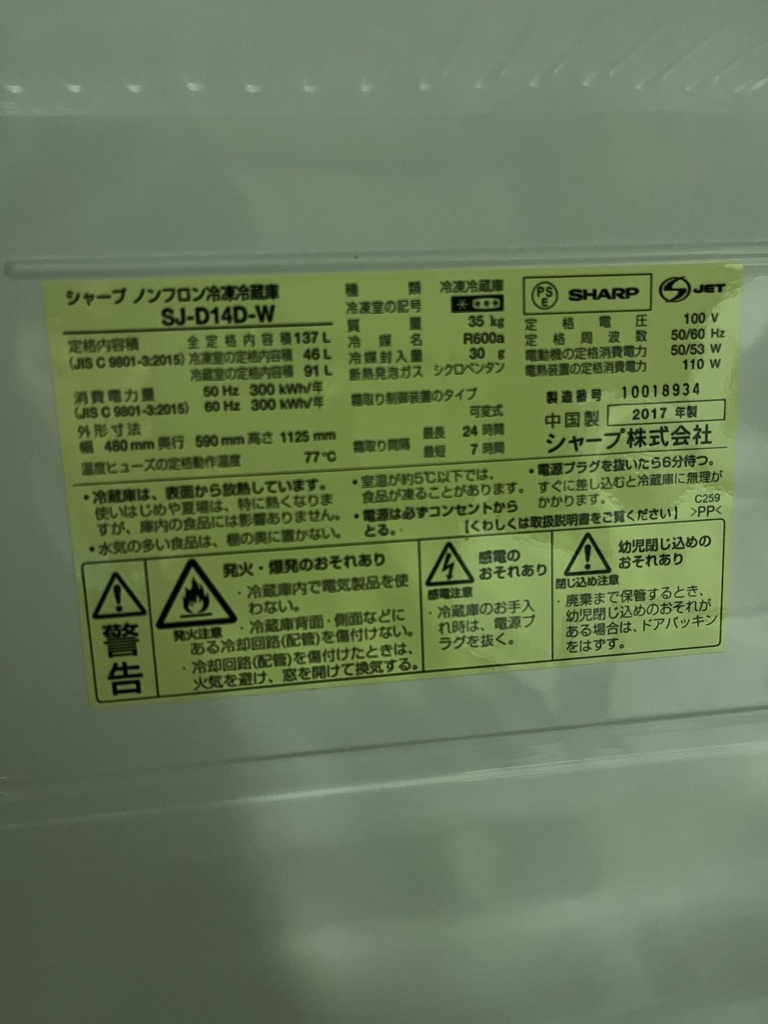 シャープ ノンフロン冷凍冷蔵庫
SJ-D14D-W
定格内容積 全定格内容積 137 L
(JIS C 9801-3:2015) 冷凍室の定格内容積 46 L
冷蔵室の定格内容積 91 L
消費電力量 50 Hz 300 kWh/年
(JIS C 9801-3:2015) 60 Hz 300 kWh/年
外形寸法
幅 480 mm 奥行 590 mm 高さ 1125 mm
温度ヒューズの定格動作温度 77℃
種類 冷凍冷蔵庫
冷凍室の記号
質量 35 kg
冷媒名 R600a
冷媒封入量 30 g
断熱発泡ガス シクロペンタン
霜取り制御装置のタイプ
可変式
霜取り間隔 最長 24 時間
最短 7 時間
PS
E
SHARP
JET
定格電圧 100 V
定格周波数 50/60 Hz
電動機の定格消費電力 50/53 W
電熱装置の定格消費電力 110 W
製造番号 10018934
中国製 2017 年製
シャープ株式会社
・冷蔵庫は、表面から放熱しています。
使いはじめや夏場は、特に熱くなりま
すが、庫内の食品には影響ありません。
・水気の多い食品は、棚の奥に置かない。
・室温が約5℃以下では、
食品が凍ることがあります。
・電源は必ずコンセントから
とる。
・電源プラグを抜いたら6分待つ。
すぐに差し込むと冷蔵庫に無理が
かかります。
【くわしくは取扱説明書をご覧ください】
C259
>PP<
警告
発火注意
発火・爆発のおそれあり
・冷蔵庫内で電気製品を使
わない。
・冷蔵庫背面・側面などに
ある冷却回路(配管)を傷付けない。
・冷却回路(配管)を傷付けたときは、
火気を避け、窓を開けて換気する。
感電注意
感電の
おそれあり
・冷蔵庫のお手入
れ時は、電源プ
ラグを抜く。
閉じ込め注意
幼児閉じ込めの
おそれあり
・廃棄まで保管するとき、
幼児閉じ込めのおそれが
ある場合は、ドアパッキン
をはずす。